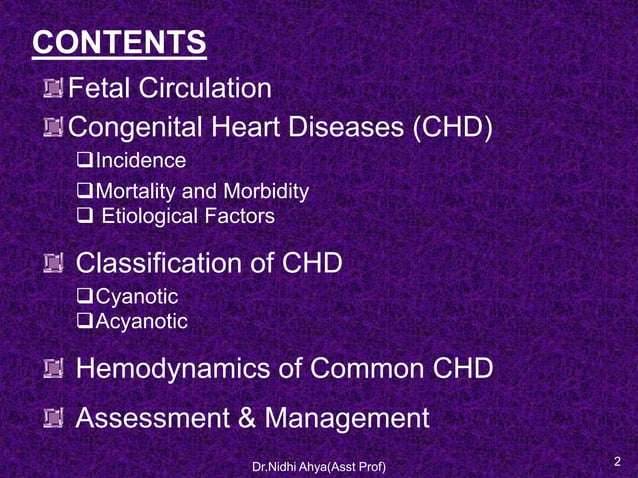 CONTENTS
Fetal Circulation
Congenital Heart Diseases (CHD)
Incidence
Mortality and Morbidity
Etiological Factors
Classification of CHD
Cyanotic
Acyanotic
Hemodynamics of Common CHD
Assessment & Management
Dr.Nidhi Ahya(Asst Prof)
2